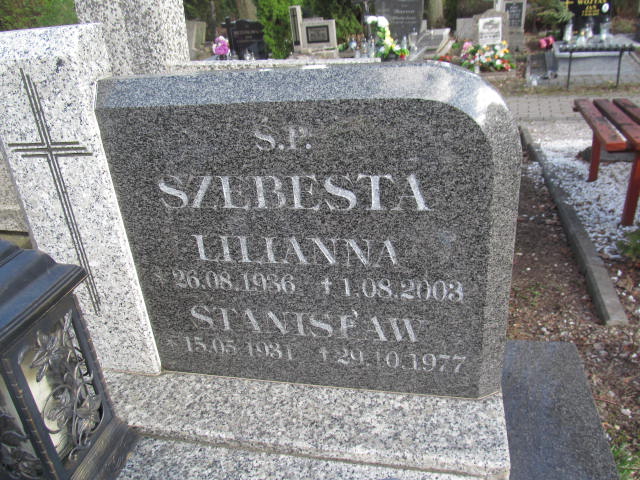 Ś.P.
SZEBESTA
LILIANNA
* 26.08.1936 † 1.08.2003
STANISŁAW
* 15.05.1931 † 29.10.1977